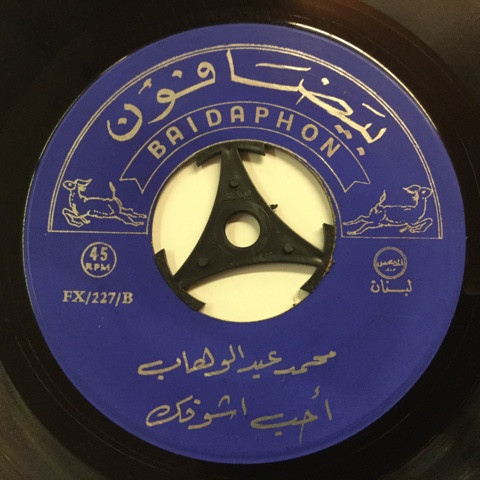 بيضافون
BAIDAPHON
45
RPM
FX/227/B
لبنان
محمد عبد الوهاب
أحب اشوفك